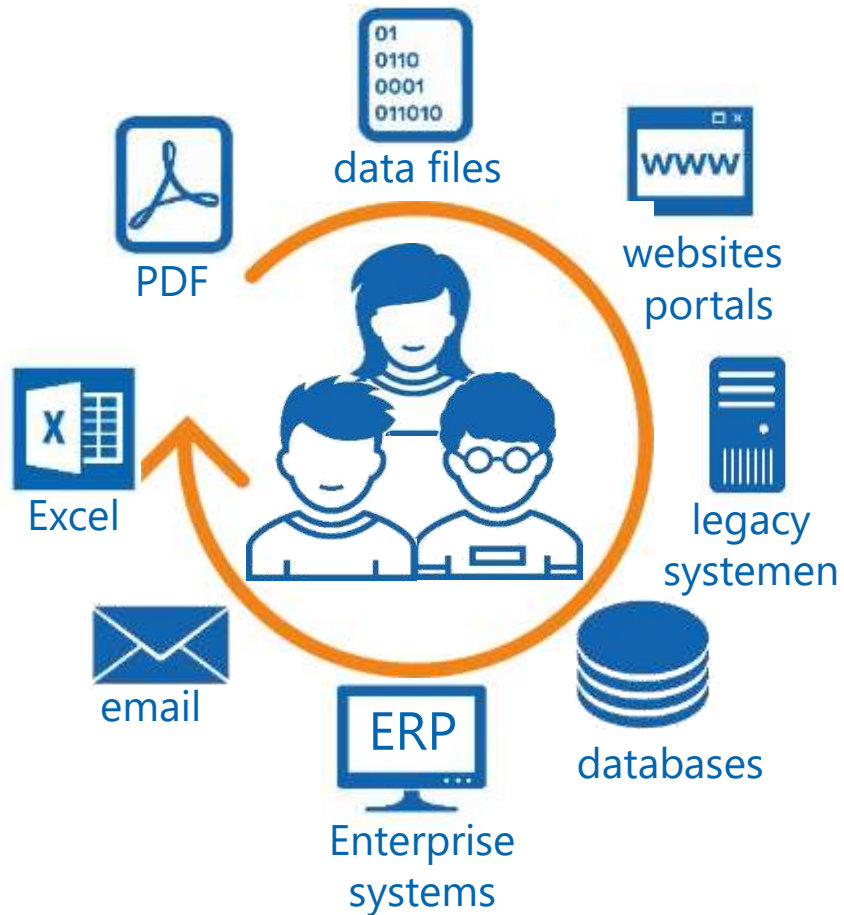 01
0110
0001
011010
data files
www
websites
portals
PDF
X
Excel
legacy
systemen
email
ERP
databases
Enterprise
systems